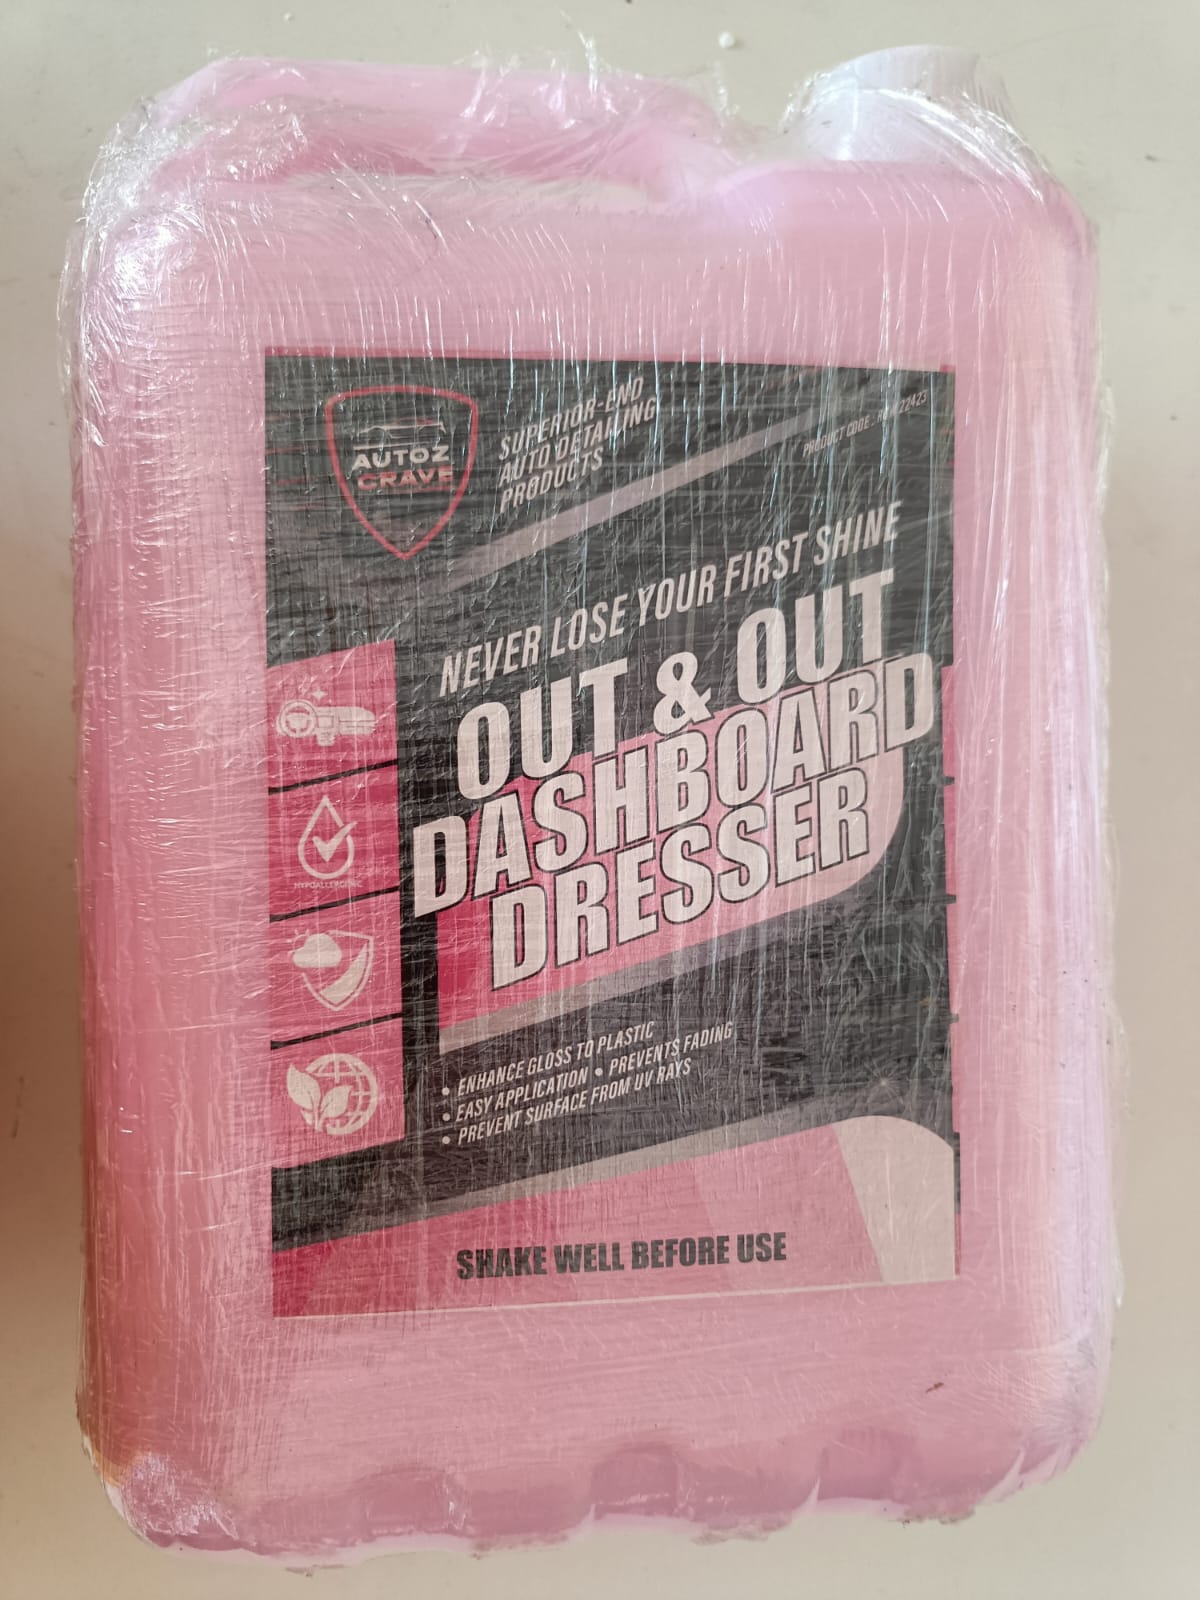 AUTOZ
CRAVE
SUPERIOR-END
AUTO DETAILING
PRODUCTS
PRODUCT CODE :
NEVER LOSE YOUR FIRST SHINE
OUT & OUT
DASHBOARD
DRESSER
HYPOALLERGENIC
• ENHANCE GLOSS TO PLASTIC
• EASY APPLICATION • PREVENTS FADING
• PREVENT SURFACE FROM UV RAYS
SHAKE WELL BEFORE USE